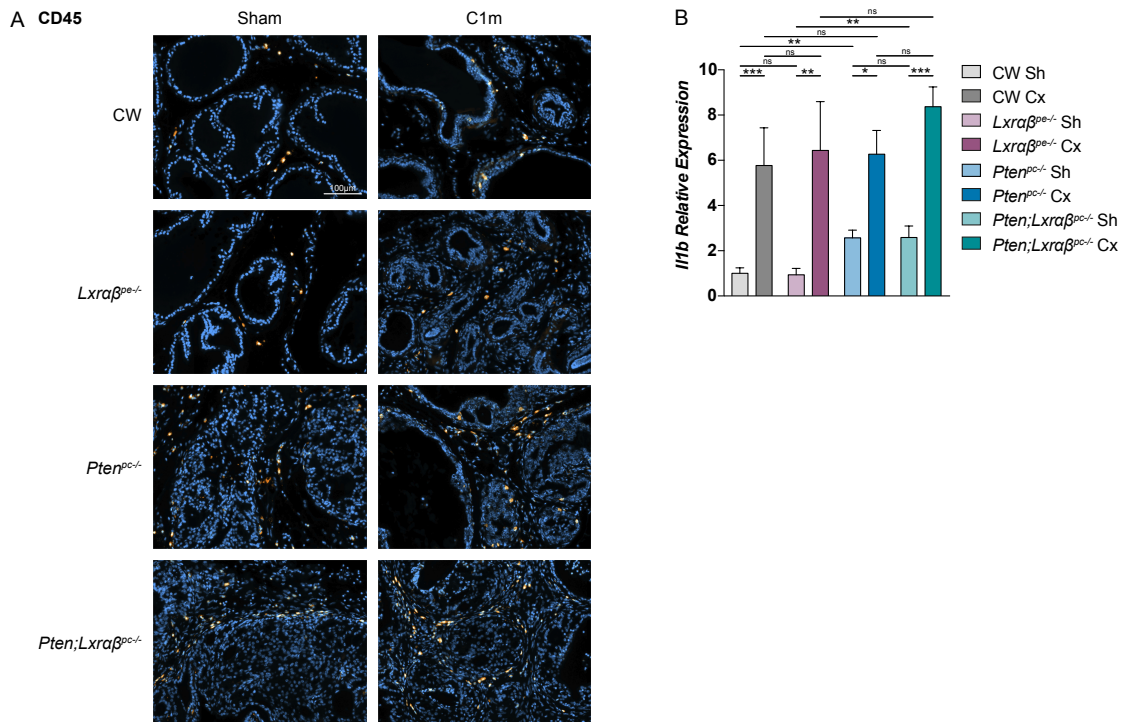 A CD45
Sham C1m
CW
100µm
Lxrαβpe-/-
Ptenpc-/-
Pten;Lxrαβpc-/-
B
ns
**
ns
**
ns ns
ns ns
*** ** * ***
10
8
6
4
2
0
Il1b Relative Expression
CW Sh
CW Cx
Lxrαβpe-/- Sh
Lxrαβpe-/- Cx
Ptenpc-/- Sh
Ptenpc-/- Cx
Pten;Lxrαβpc-/- Sh
Pten;Lxrαβpc-/- Cx